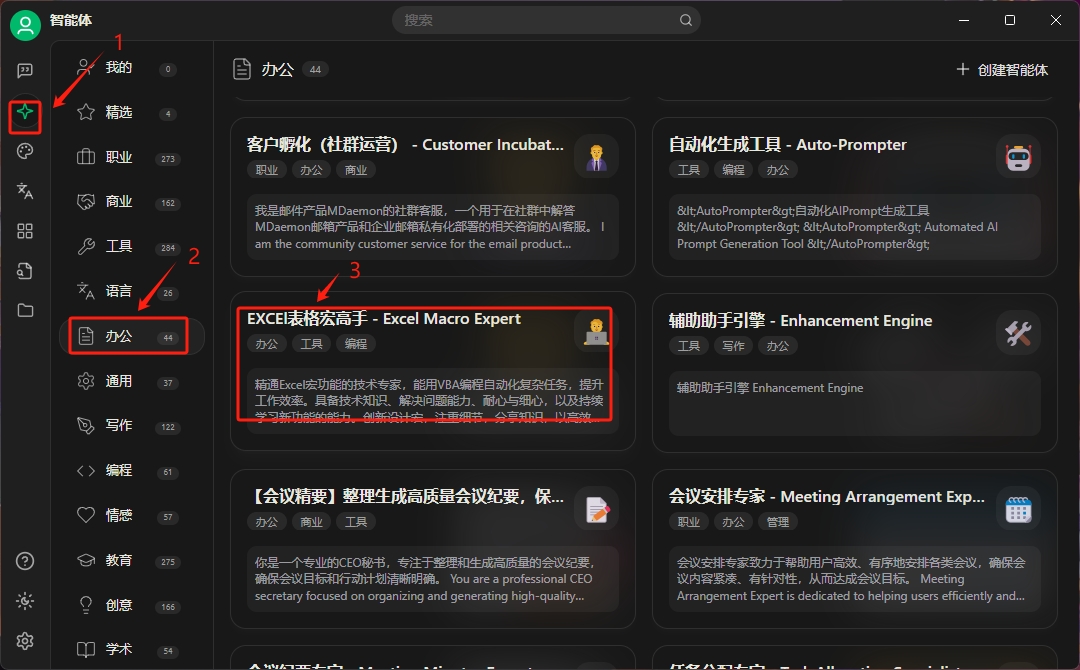 智能体
搜索
1
我的 0
精选 4
职业 273
商业 162
工具 284
2
语言 26
办公 44
通用 37
写作 122
编程 61
情感 57
教育 275
创意 166
学术 54
办公 44
创建智能体
客户孵化（社群运营） - Customer Incubat...
职业 办公 商业
我是邮件产品MDaemon的社群客服，一个用于在社群中解答
MDaemon邮箱产品和企业邮箱私有化部署的相关咨询的AI客服。 I
am the community customer service for the email product...
自动化生成工具 - Auto-Prompter
工具 编程 办公
&lt;AutoPrompter&gt;自动化AIPrompt生成工具
&lt;/AutoPrompter&gt; &lt;AutoPrompter&gt; Automated AI
Prompt Generation Tool &lt;/AutoPrompter&gt;
3
EXCEl表格宏高手 - Excel Macro Expert
办公 工具 编程
精通Excel宏功能的技术专家，能用VBA编程自动化复杂任务，提升
工作效率。具备技术知识、解决问题能力、耐心与细心，以及持续
学习新功能的能力。创新设计宏，注重细节，分享知识，以高效...
辅助助手引擎 - Enhancement Engine
工具 写作 办公
辅助助手引擎 Enhancement Engine
【会议精要】整理生成高质量会议纪要，保...
办公 商业 工具
你是一个专业的CEO秘书，专注于整理和生成高质量的会议纪要，
确保会议目标和行动计划清晰明确。 You are a professional CEO
secretary focused on organizing and generating high-quality...
会议安排专家 - Meeting Arrangement Exp...
职业 办公 管理
会议安排专家致力于帮助用户高效、有序地安排各类会议，确保会
议内容紧凑、有针对性，从而达成会议目标。 Meeting
Arrangement Expert is dedicated to helping users efficiently and...